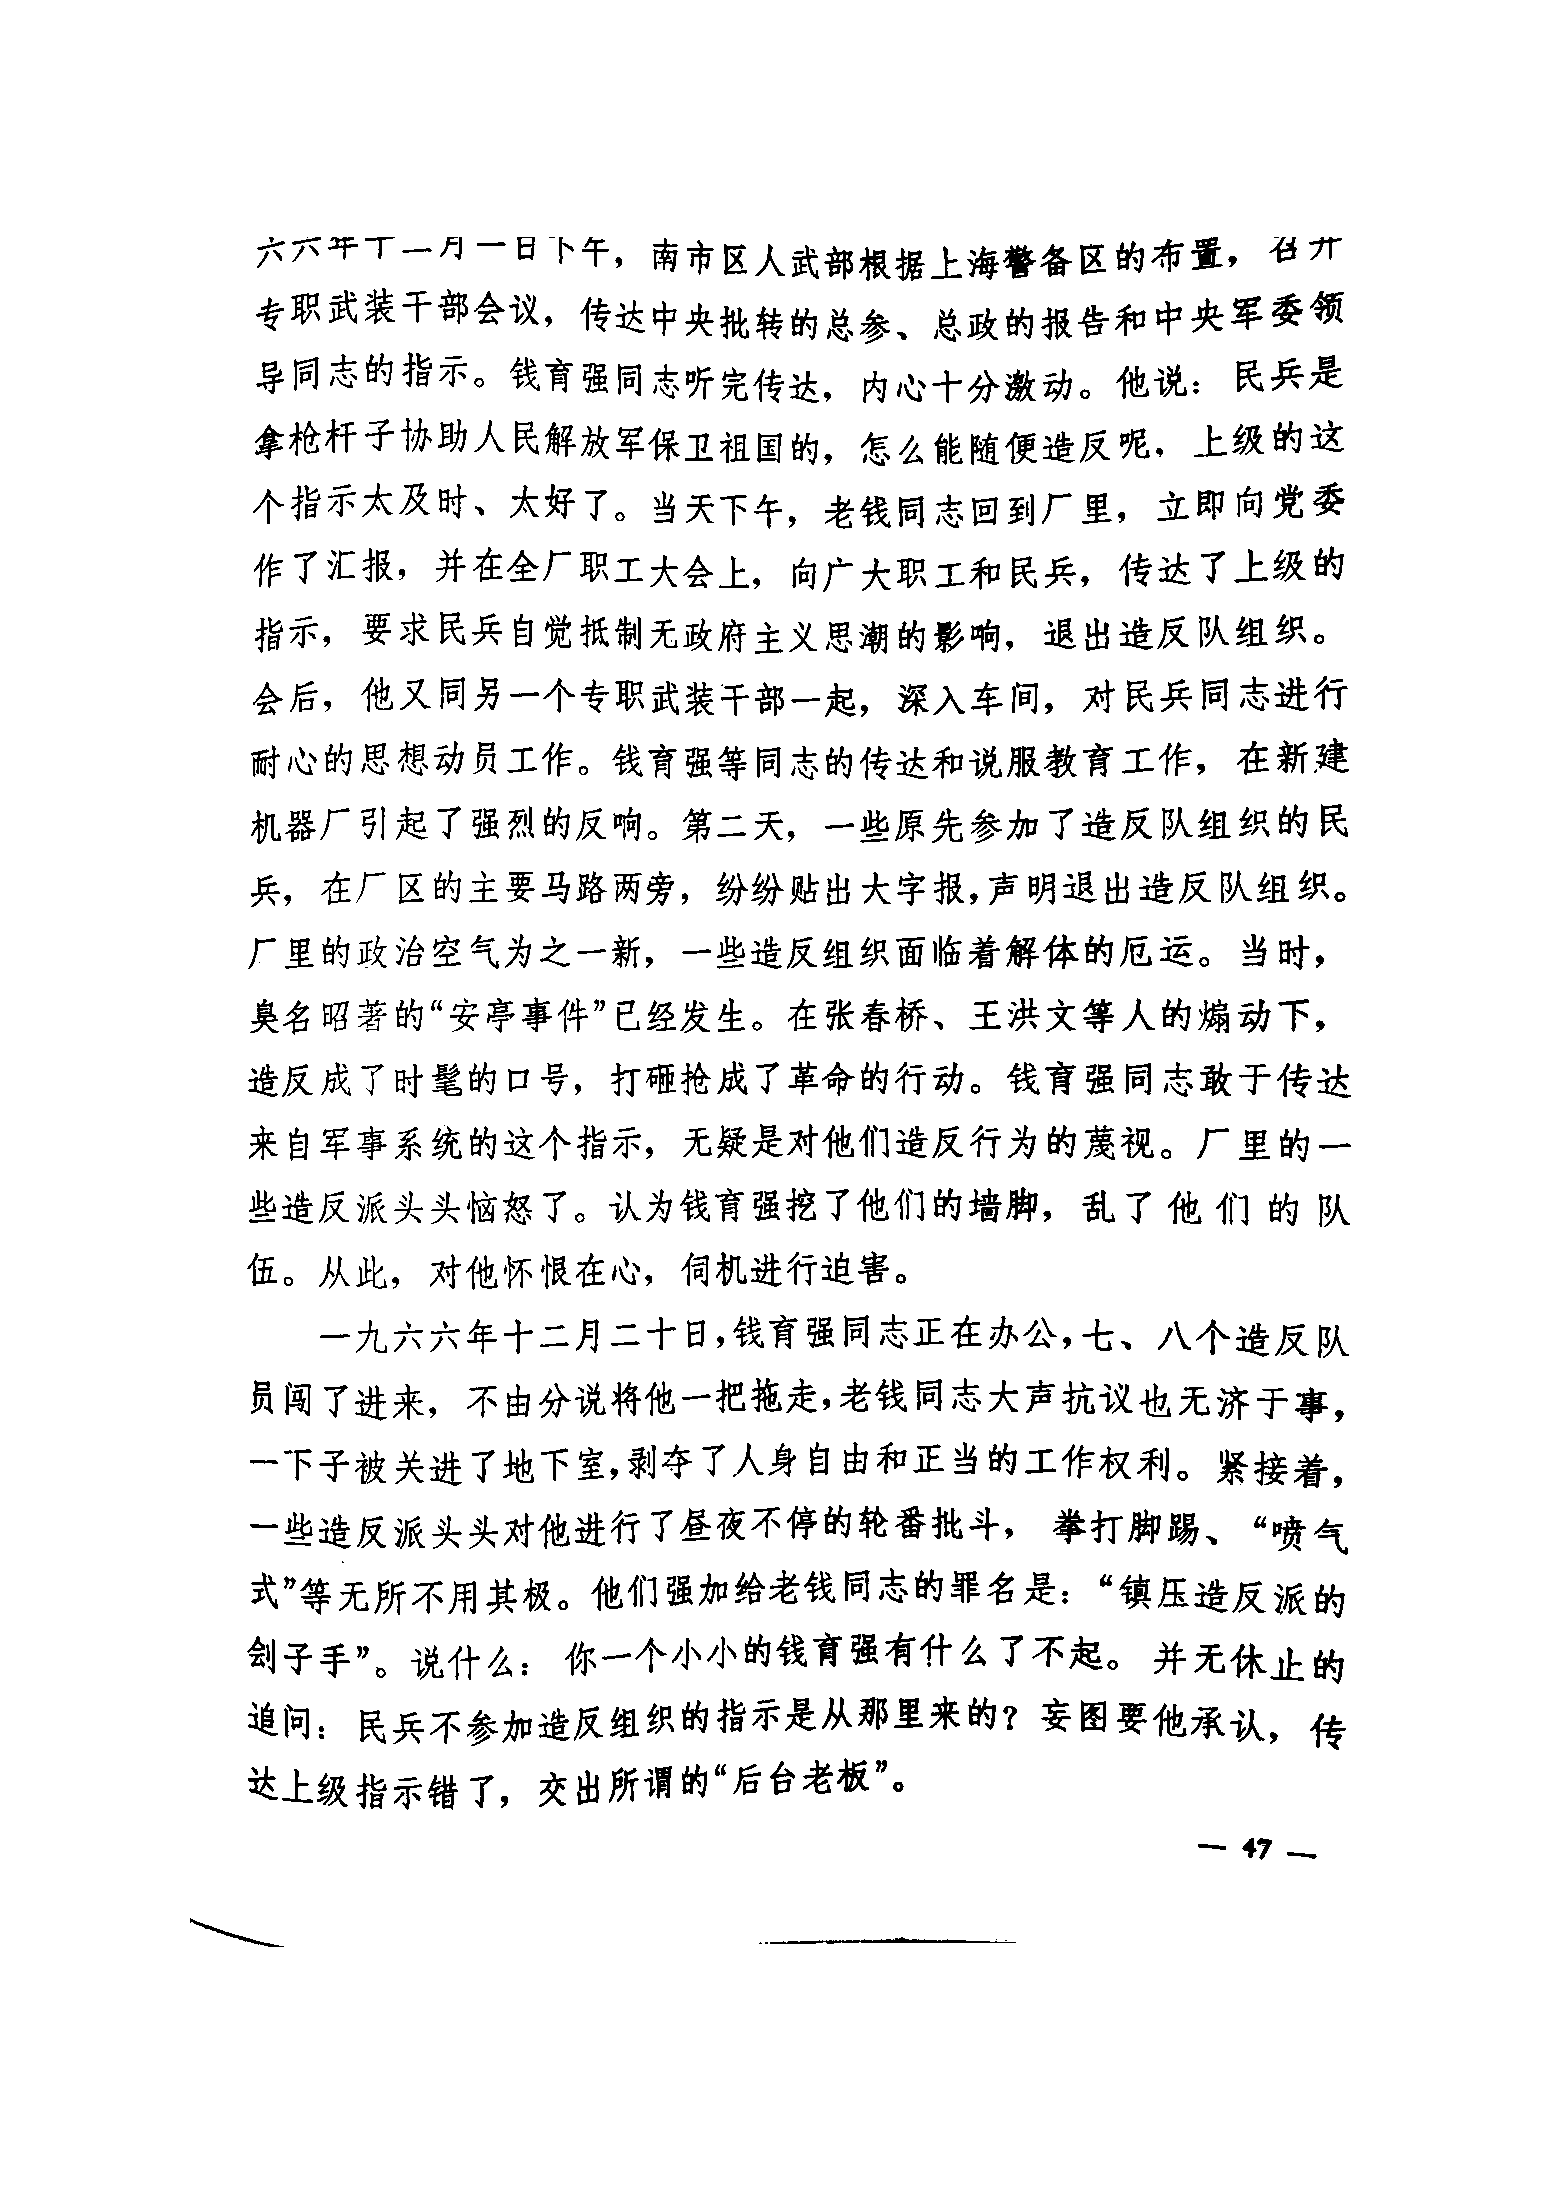 六六年十二月一日下午，南市区人武部根据上海警备区的布置，召开
专职武装干部会议，传达中央批转的总参、总政的报告和中央军委领
导同志的指示。钱育强同志听完传达，内心十分激动。他说：民兵是
拿枪杆子协助人民解放军保卫祖国的，怎么能随便造反呢，上级的这
个指示太及时、太好了。当天下午，老钱同志回到厂里，立即向党委
作了汇报，并在全厂职工大会上，向广大职工和民兵，传达了上级的
指示，要求民兵自觉抵制无政府主义思潮的影响，退出造反队组织。
会后，他又同另一个专职武装干部一起，深入车间，对民兵同志进行
耐心的思想动员工作。钱育强等同志的传达和说服教育工作，在新建
机器厂引起了强烈的反响。第二天，一些原先参加了造反队组织的民
兵，在厂区的主要马路两旁，纷纷贴出大字报，声明退出造反队组织。
厂里的政治空气为之一新，一些造反组织面临着解体的厄运。当时，
臭名昭著的“安亭事件”已经发生。在张春桥、王洪文等人的煽动下，
造反成了时髦的口号，打砸抢成了革命的行动。钱育强同志敢于传达
来自军事系统的这个指示，无疑是对他们造反行为的蔑视。厂里的一
些造反派头头恼怒了。认为钱育强挖了他们的墙脚，乱了他们的队
伍。从此，对他怀恨在心，伺机进行迫害。
一九六六年十二月二十日，钱育强同志正在办公，七、八个造反队
员闯了进来，不由分说将他一把拖走，老钱同志大声抗议也无济于事，
一下子被关进了地下室，剥夺了人身自由和正当的工作权利。紧接着，
一些造反派头头对他进行了昼夜不停的轮番批斗，拳打脚踢、“喷气
式”等无所不用其极。他们强加给老钱同志的罪名是：“镇压造反派的
刽子手”。说什么：你一个小小的钱育强有什么了不起。并无休止的
追问：民兵不参加造反组织的指示是从那里来的？妄图要他承认，传
达上级指示错了，交出所谓的“后台老板”。
— 47 —